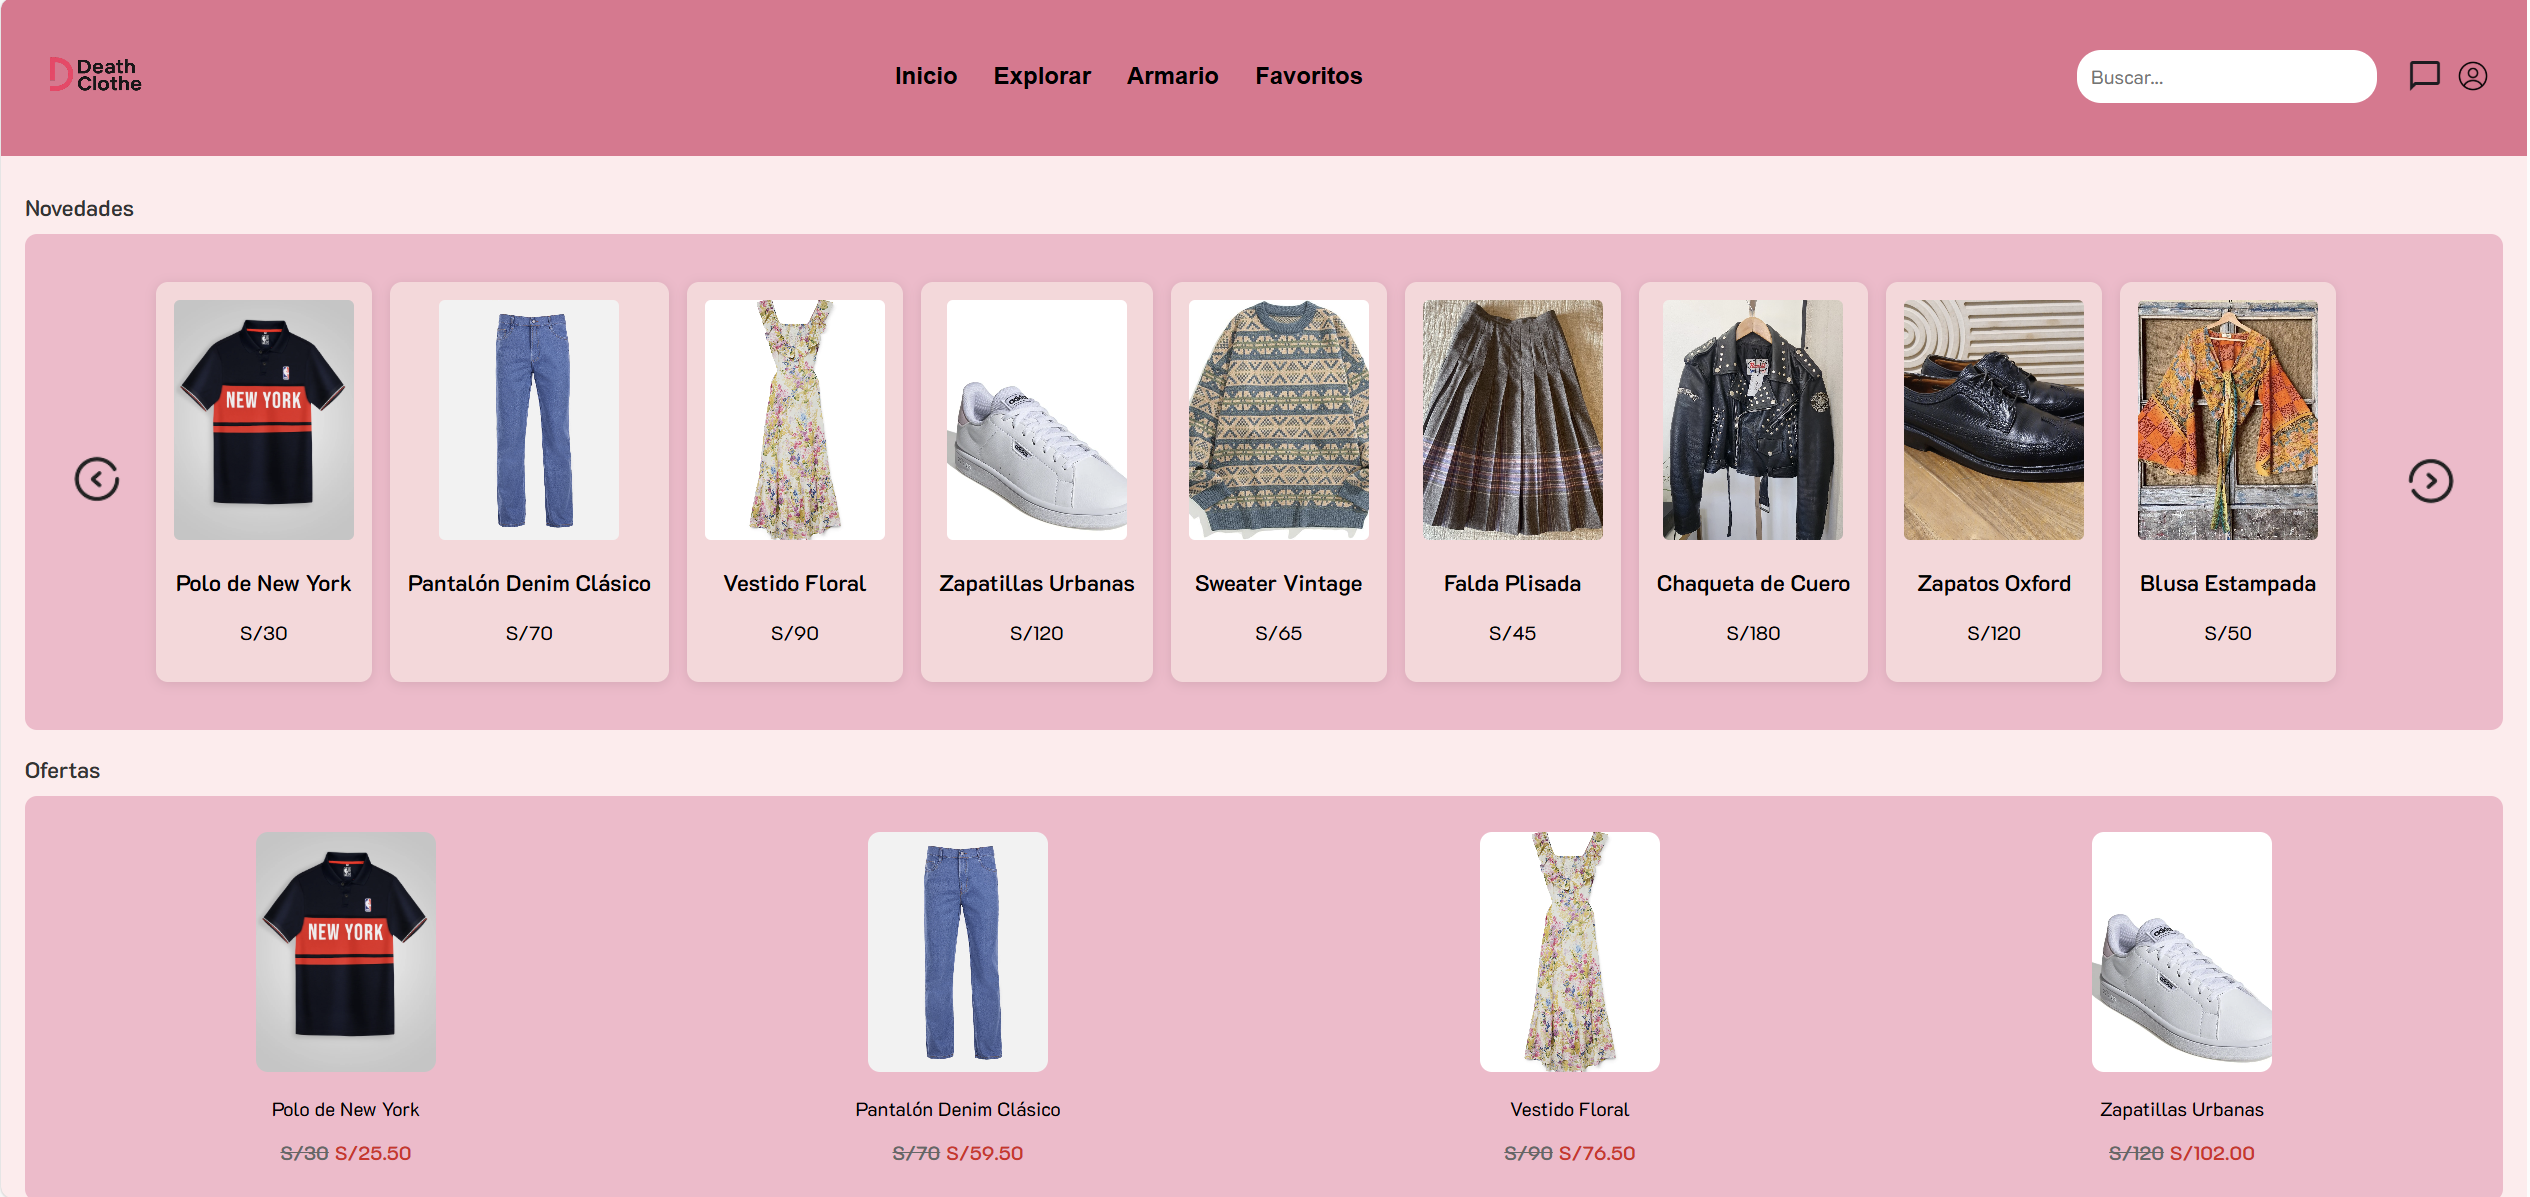 Death
Clothe
Inicio Explorar Armario Favoritos
Buscar...
Novedades
NEW YORK
Polo de New York
S/30
Pantalón Denim Clásico
S/70
Vestido Floral
S/90
Zapatillas Urbanas
S/120
Sweater Vintage
S/65
Falda Plisada
S/45
Chaqueta de Cuero
S/180
Zapatos Oxford
S/120
Blusa Estampada
S/50
Ofertas
NEW YORK
Polo de New York
S/30 S/25.50
Pantalón Denim Clásico
S/70 S/59.50
Vestido Floral
S/90 S/76.50
Zapatillas Urbanas
S/120 S/102.00